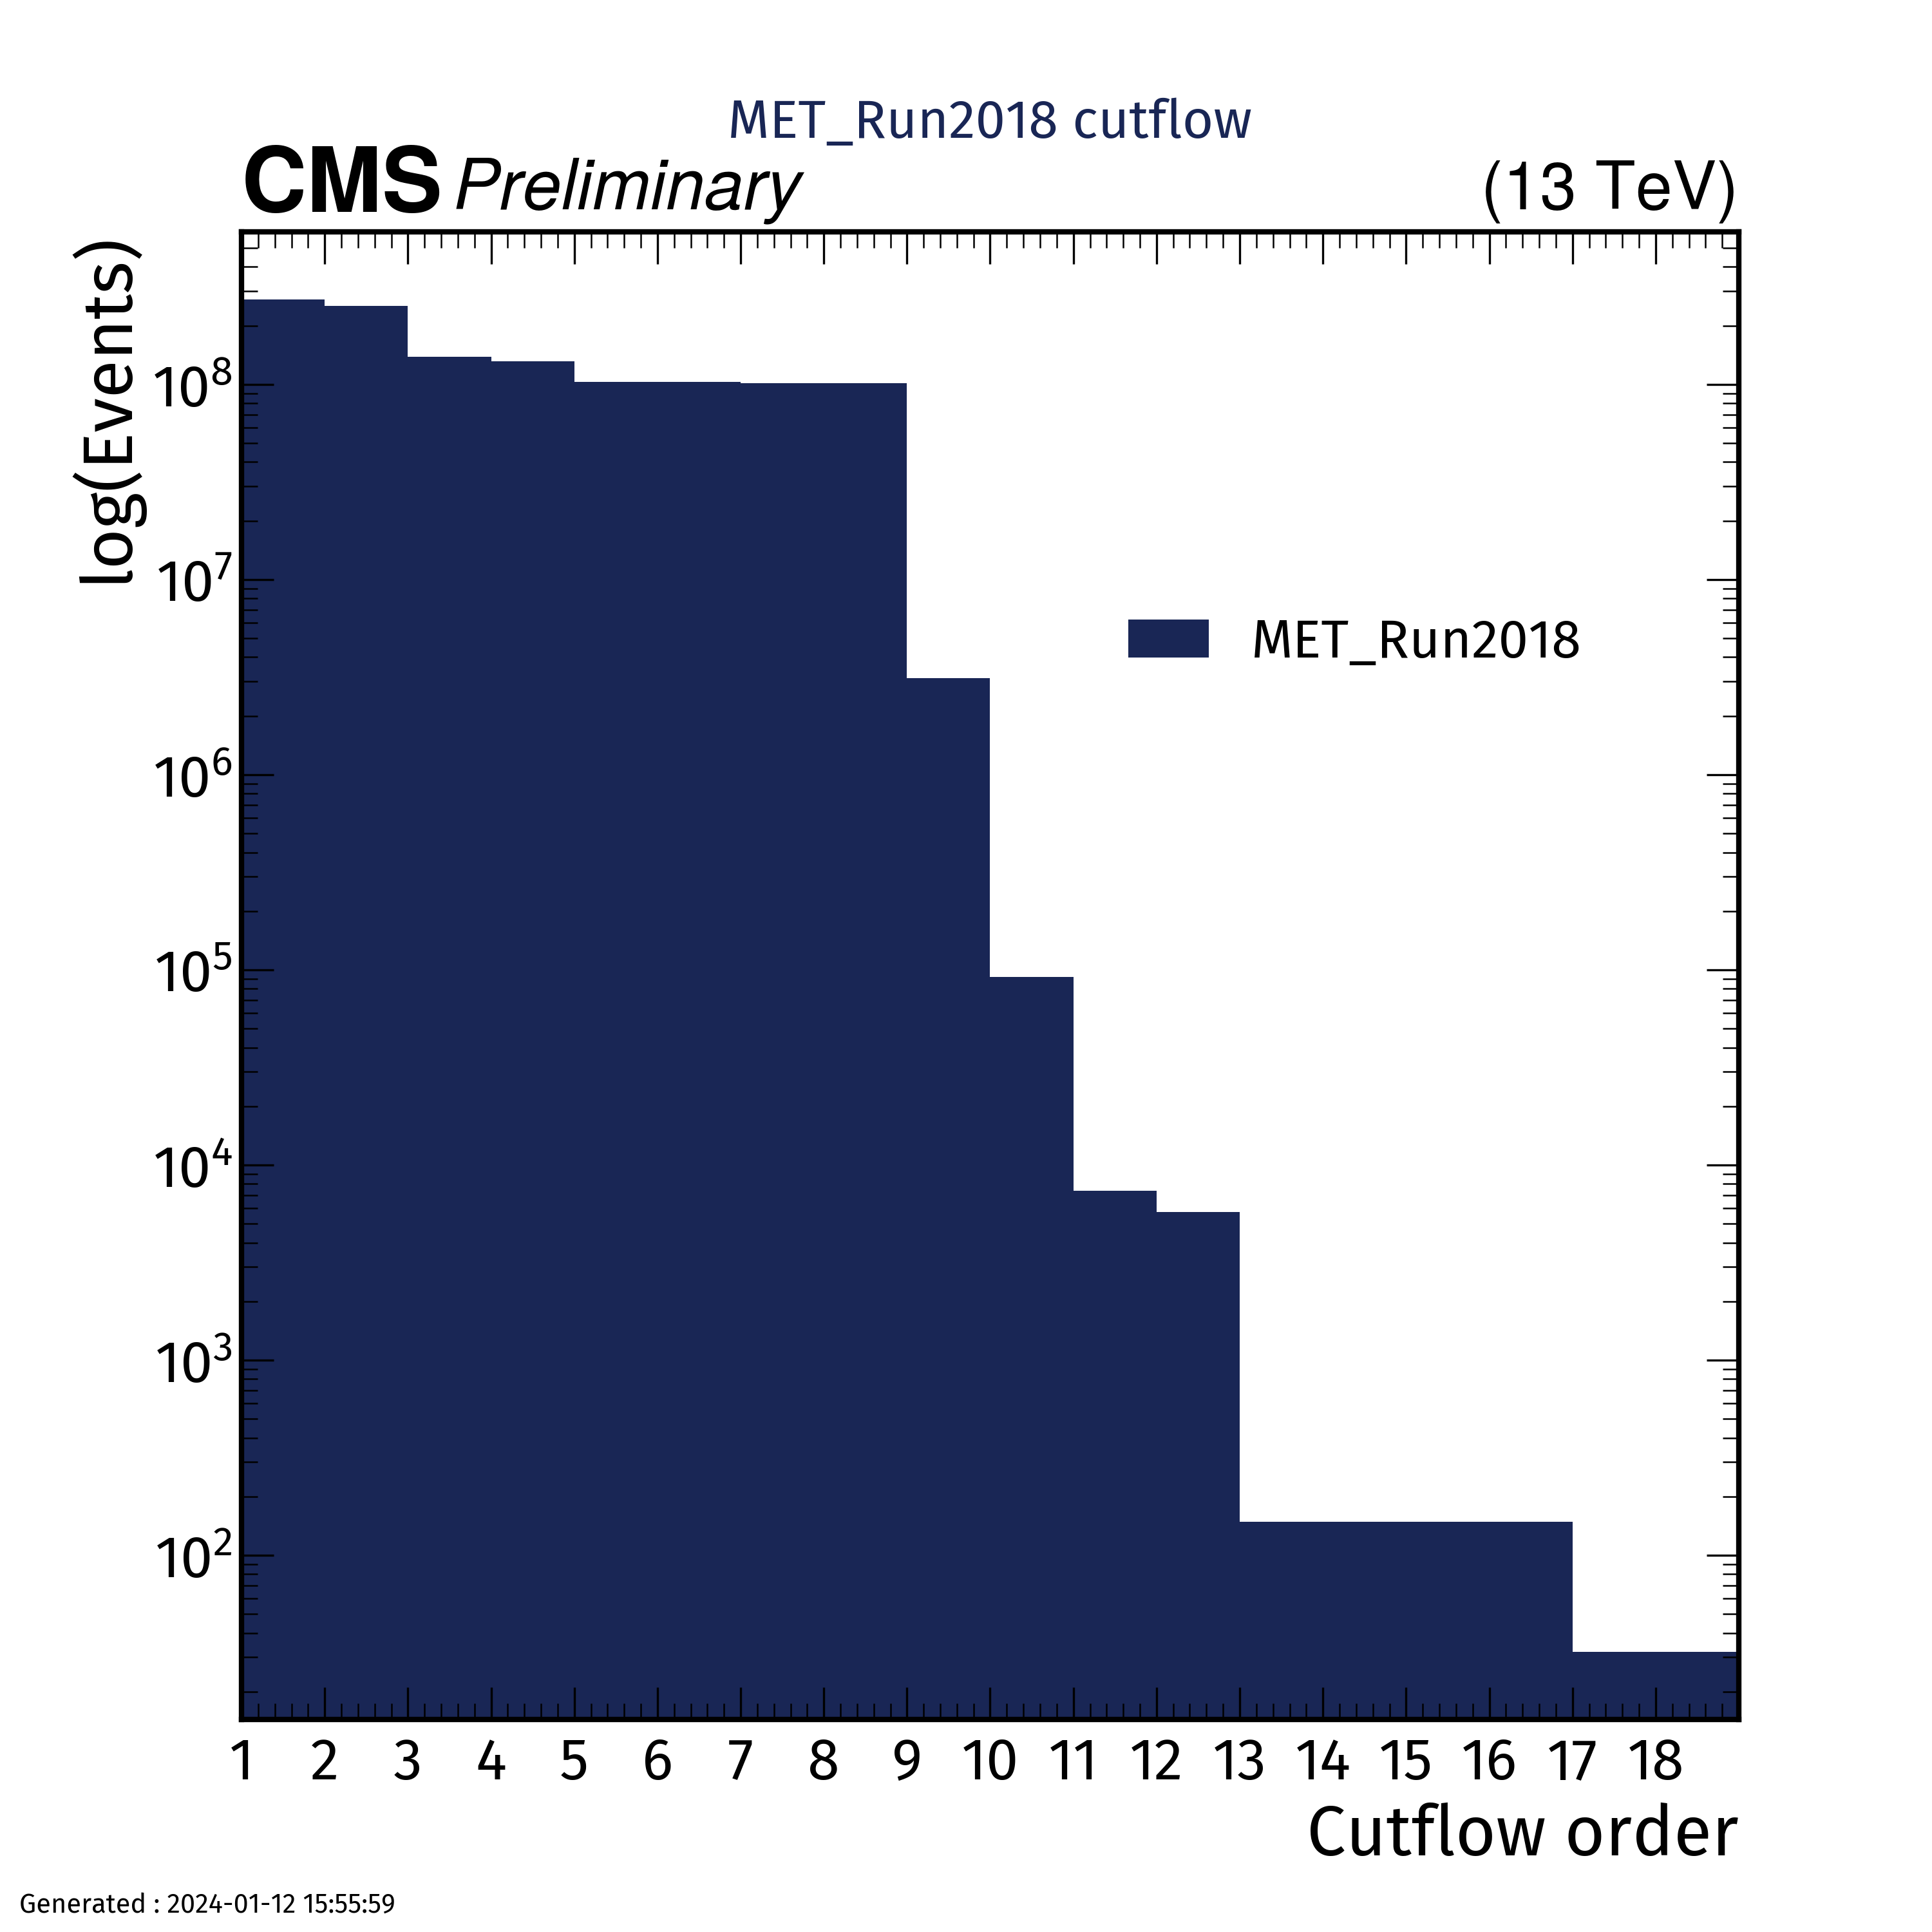 MET_Run2018 cutflow
CMS Preliminary (13 TeV)
log(Events)
10^8
10^7
10^6
10^5
10^4
10^3
10^2
MET_Run2018
1 2 3 4 5 6 7 8 9 10 11 12 13 14 15 16 17 18
Cutflow order
Generated : 2024-01-12 15:55:59